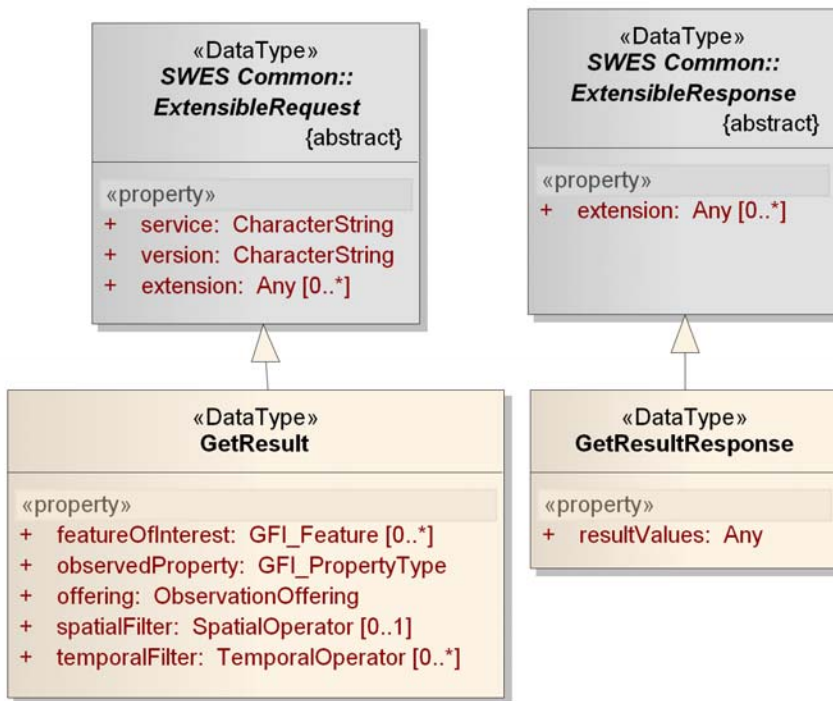 «DataType»
SWES Common::
ExtensibleRequest
{abstract}
«property»
+ service: CharacterString
+ version: CharacterString
+ extension: Any [0..*]
«DataType»
SWES Common::
ExtensibleResponse
{abstract}
«property»
+ extension: Any [0..*]
«DataType»
GetResult
«property»
+ featureOfInterest: GFI_Feature [0..*]
+ observedProperty: GFI_PropertyType
+ offering: ObservationOffering
+ spatialFilter: SpatialOperator [0..1]
+ temporalFilter: TemporalOperator [0..*]
«DataType»
GetResultResponse
«property»
+ resultValues: Any